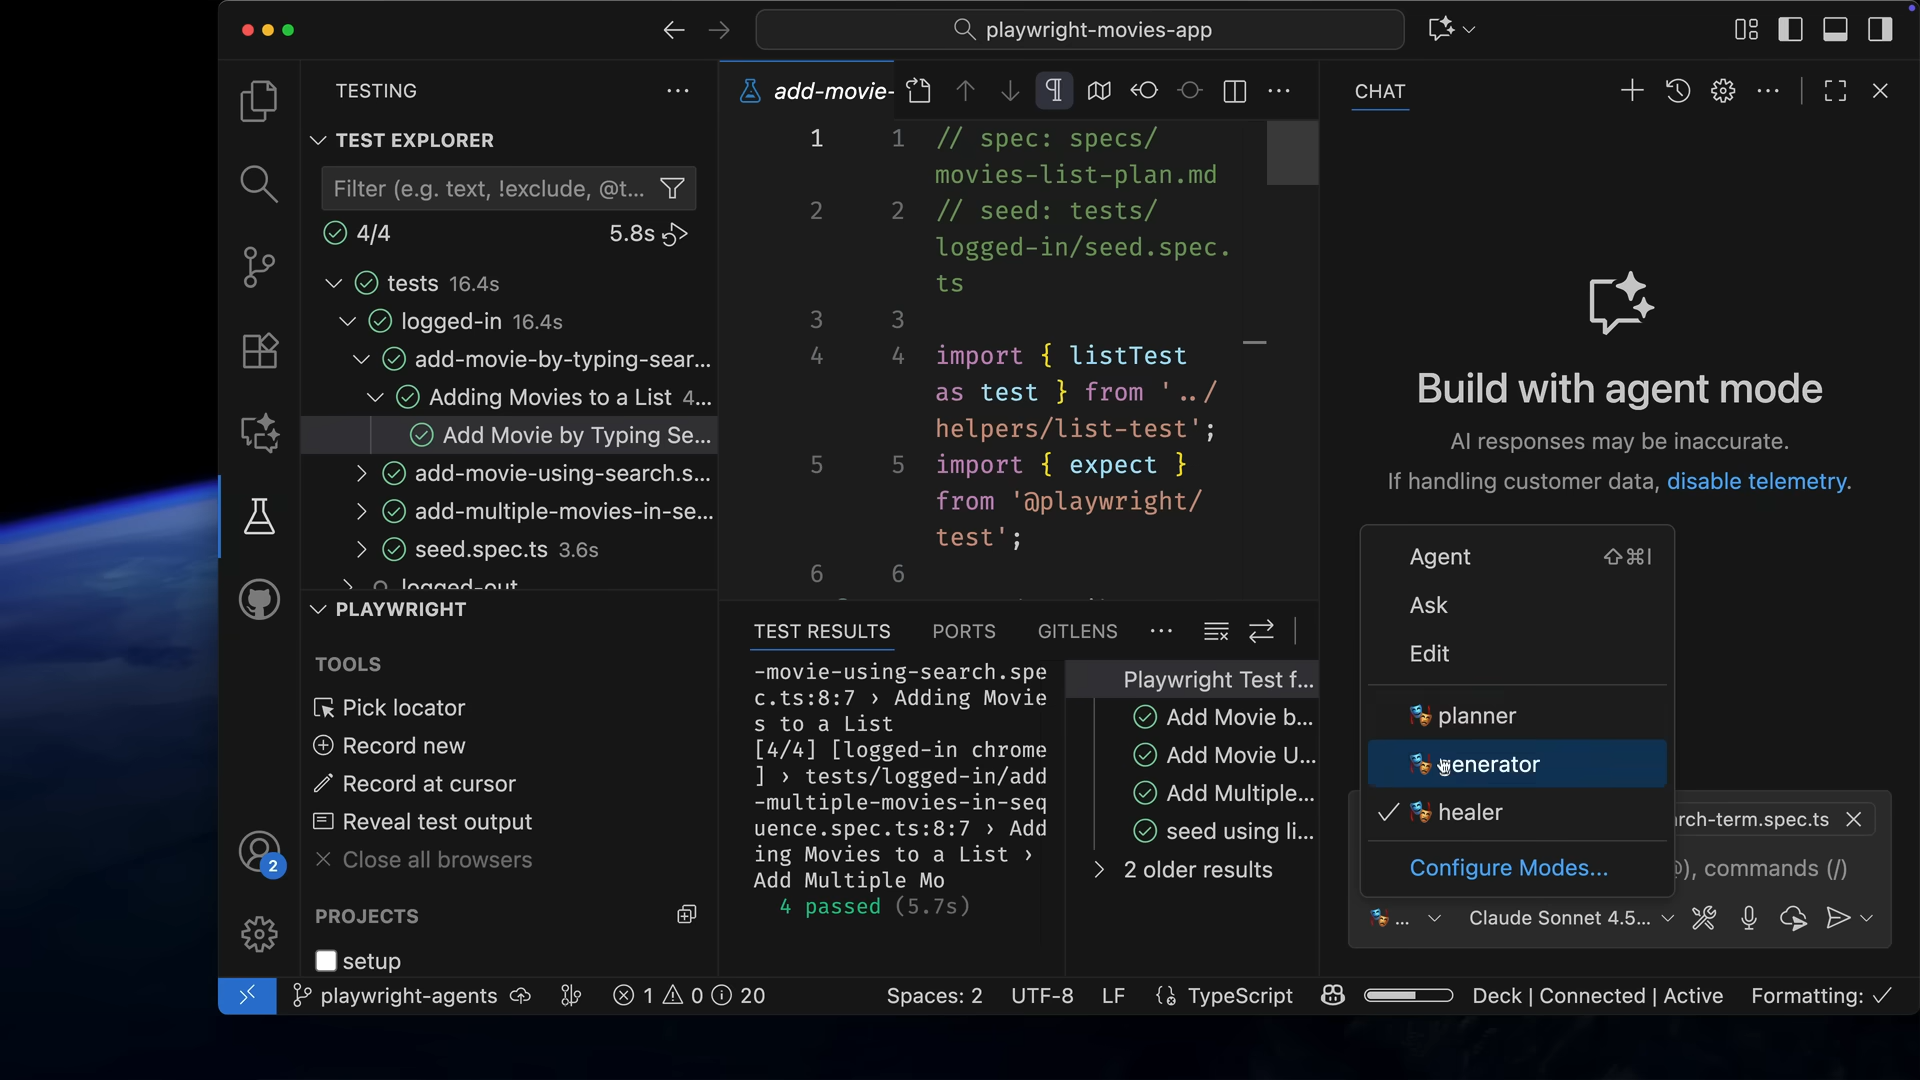 playwright-movies-app
TESTING
TEST EXPLORER
Filter (e.g. text, !exclude, @t...
4/4
5.8s
tests 16.4s
logged-in 16.4s
add-movie-by-typing-sear...
Adding Movies to a List 4...
Add Movie by Typing Se...
add-movie-using-search.s...
add-multiple-movies-in-se...
seed.spec.ts 3.6s
logged-out
PLAYWRIGHT
TOOLS
Pick locator
Record new
Record at cursor
Reveal test output
Close all browsers
PROJECTS
setup
2
add-movie-
1 1 // spec: specs/
movies-list-plan.md
2 2 // seed: tests/
logged-in/seed.spec.
ts
3 3
4 4 import { listTest
as test } from '../
helpers/list-test';
5 5 import { expect }
from '@playwright/
test';
6 6
TEST RESULTS
PORTS
GITLENS
-movie-using-search.spe
c.ts:8:7 › Adding Movie
s to a List
[4/4] [logged-in chrome
] › tests/logged-in/add
-multiple-movies-in-seq
uence.spec.ts:8:7 › Add
ing Movies to a List ›
Add Multiple Mo
4 passed (5.7s)
Playwright Test f...
Add Movie b...
Add Movie U...
Add Multiple...
seed using li...
2 older results
CHAT
Build with agent mode
AI responses may be inaccurate.
If handling customer data, disable telemetry.
Agent ⇧⌘I
Ask
Edit
planner
generator
healer
Configure Modes...
rch-term.spec.ts
), commands (/)
... Claude Sonnet 4.5...
playwright-agents
1 0 20
Spaces: 2
UTF-8
LF
TypeScript
Deck | Connected | Active
Formatting: ✓